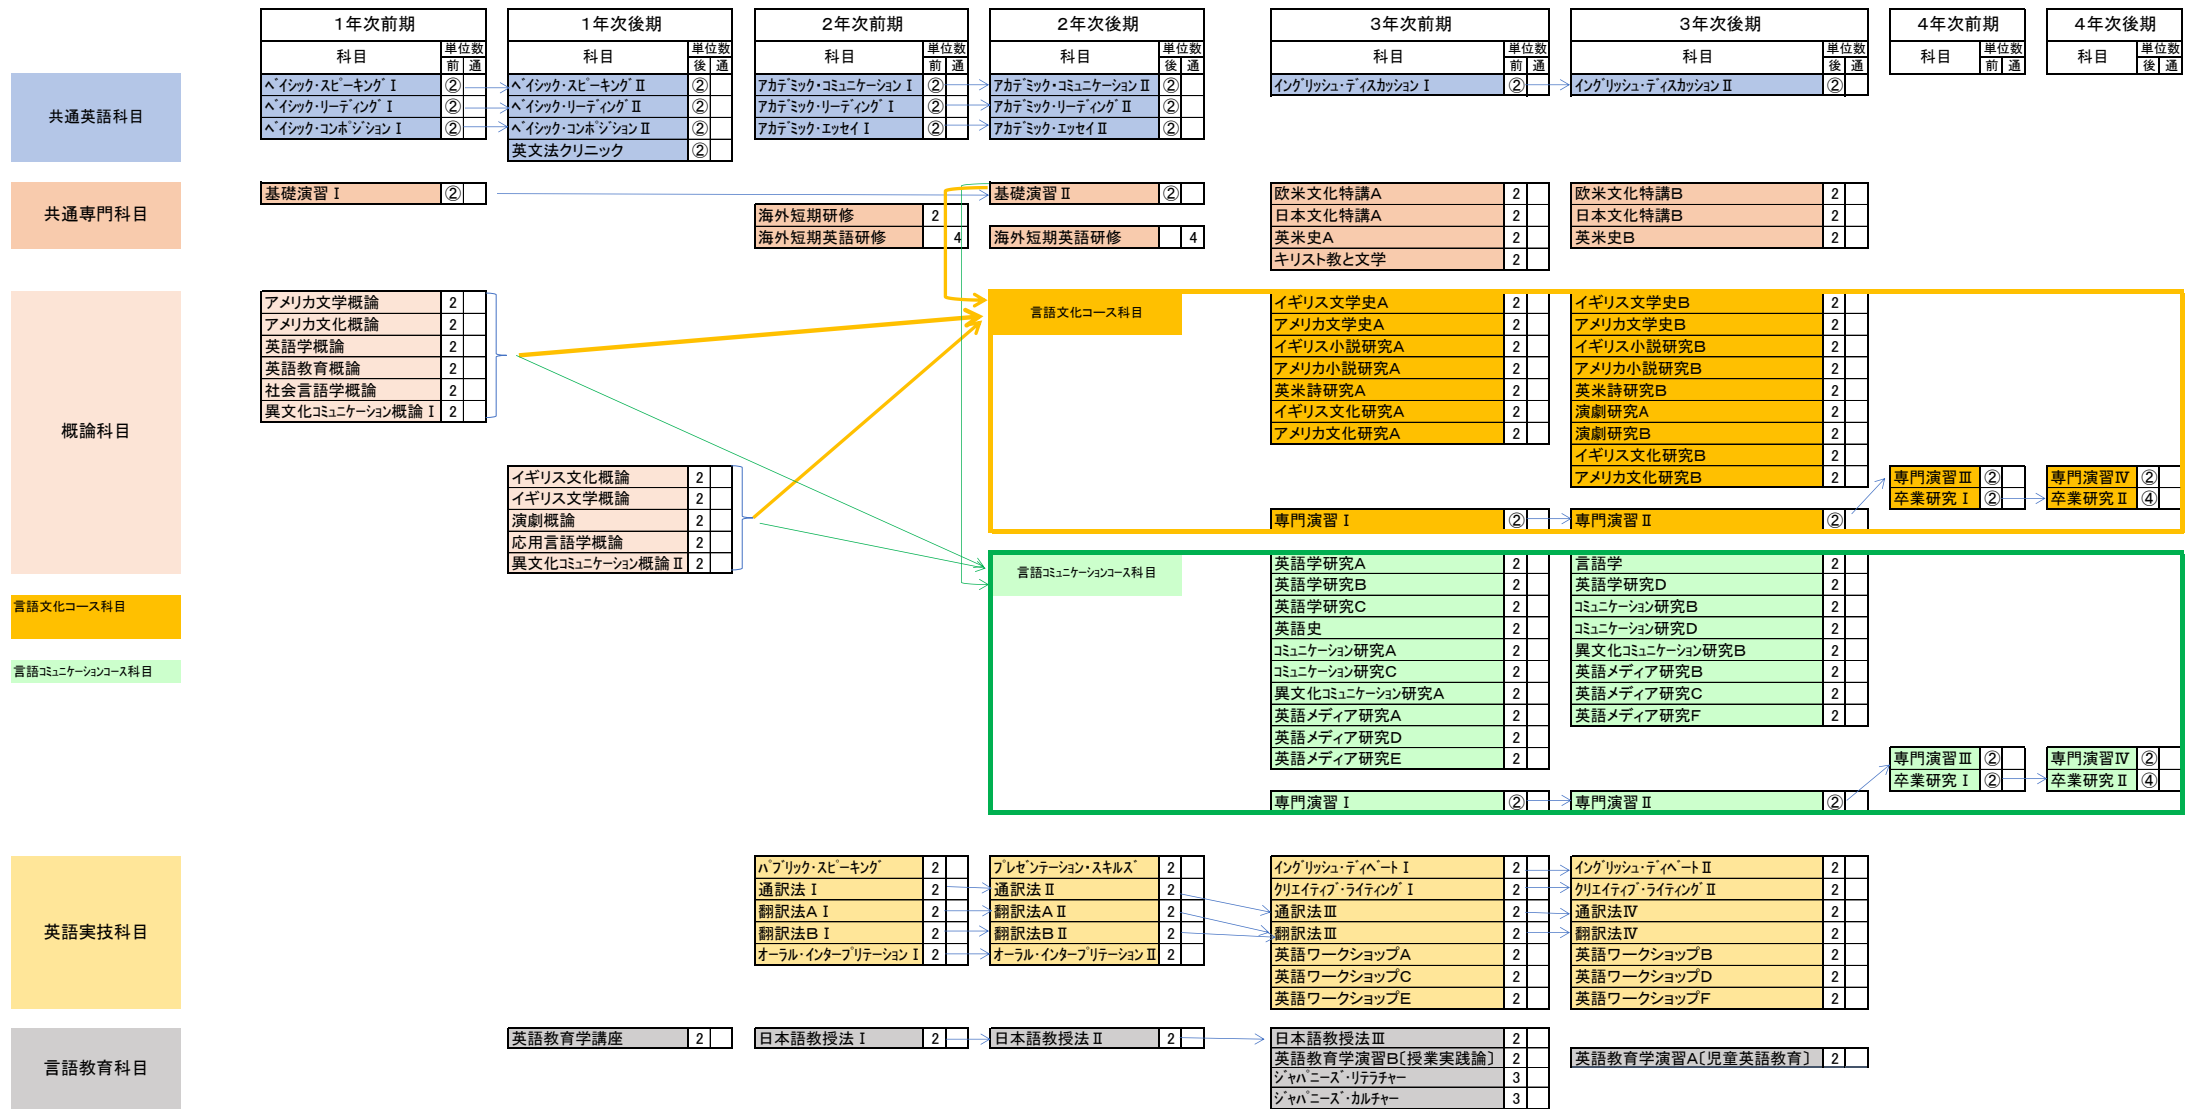 1年次前期 1年次後期 2年次前期 2年次後期 3年次前期 3年次後期 4年次前期 4年次後期
科目 単位数 科目 単位数 科目 単位数 科目 単位数 科目 単位数 科目 単位数 科目 単位数 科目 単位数
前 通 後 通 前 通 後 通 前 通 後 通 前 通 後 通
共通英語科目
ベイシック・スピーキングⅠ ② ベイシック・スピーキングⅡ ② アカデミック・コミュニケーションⅠ ② アカデミック・コミュニケーションⅡ ② イングリッシュ・ディスカッションⅠ ② イングリッシュ・ディスカッションⅡ ②
ベイシック・リーディングⅠ ② ベイシック・リーディングⅡ ② アカデミック・リーディングⅠ ② アカデミック・リーディングⅡ ②
ベイシック・コンポジションⅠ ② ベイシック・コンポジションⅡ ② アカデミック・エッセイⅠ ② アカデミック・エッセイⅡ ②
英文法クリニック ②
共通専門科目
基礎演習Ⅰ ② 基礎演習Ⅱ ② 欧米文化特講A 2 欧米文化特講B 2
海外短期研修 2 日本文化特講A 2 日本文化特講B 2
海外短期英語研修 4 海外短期英語研修 4 英米史A 2 英米史B 2
キリスト教と文学 2
概論科目
アメリカ文学概論 2 言語文化コース科目 イギリス文学史A 2 イギリス文学史B 2
アメリカ文化概論 2 アメリカ文学史A 2 アメリカ文学史B 2
英語学概論 2 イギリス小説研究A 2 イギリス小説研究B 2
英語教育概論 2 アメリカ小説研究A 2 アメリカ小説研究B 2
社会言語学概論 2 英米詩研究A 2 英米詩研究B 2
異文化コミュニケーション概論Ⅰ 2 イギリス文化研究A 2 演劇研究A 2
アメリカ文化研究A 2 演劇研究B 2
イギリス文化研究B 2
イギリス文化概論 2 アメリカ文化研究B 2 専門演習Ⅲ ② 専門演習Ⅳ ②
イギリス文学概論 2 卒業研究Ⅰ ② 卒業研究Ⅱ ④
演劇概論 2 専門演習Ⅰ ② 専門演習Ⅱ ②
応用言語学概論 2
異文化コミュニケーション概論Ⅱ 2 言語コミュニケーションコース科目 英語学研究A 2 言語学 2
英語学研究B 2 英語学研究D 2
言語文化コース科目 英語学研究C 2 コミュニケーション研究B 2
英語史 2 コミュニケーション研究D 2
コミュニケーション研究A 2 異文化コミュニケーション研究B 2
言語コミュニケーションコース科目 コミュニケーション研究C 2 英語メディア研究B 2
異文化コミュニケーション研究A 2 英語メディア研究C 2
英語メディア研究A 2 英語メディア研究F 2
英語メディア研究D 2
英語メディア研究E 2 専門演習Ⅲ ② 専門演習Ⅳ ②
卒業研究Ⅰ ② 卒業研究Ⅱ ④
専門演習Ⅰ ② 専門演習Ⅱ ②
英語実技科目
パブリック・スピーキング 2 プレゼンテーション・スキルズ 2 イングリッシュ・ディベートⅠ 2 イングリッシュ・ディベートⅡ 2
通訳法Ⅰ 2 通訳法Ⅱ 2 クリエイティブ・ライティングⅠ 2 クリエイティブ・ライティングⅡ 2
翻訳法AⅠ 2 翻訳法AⅡ 2 通訳法Ⅲ 2 通訳法Ⅳ 2
翻訳法BⅠ 2 翻訳法BⅡ 2 翻訳法Ⅲ 2 翻訳法Ⅳ 2
オーラル・インタープリテーションⅠ 2 オーラル・インタープリテーションⅡ 2 英語ワークショップA 2 英語ワークショップB 2
英語ワークショップC 2 英語ワークショップD 2
英語ワークショップE 2 英語ワークショップF 2
言語教育科目
英語教育学講座 2 日本語教授法Ⅰ 2 日本語教授法Ⅱ 2 日本語教授法Ⅲ 2
英語教育学演習B〔授業実践論〕 2 英語教育学演習A〔児童英語教育〕 2
ジャパニーズ・リテラチャー 3
ジャパニーズ・カルチャー 3